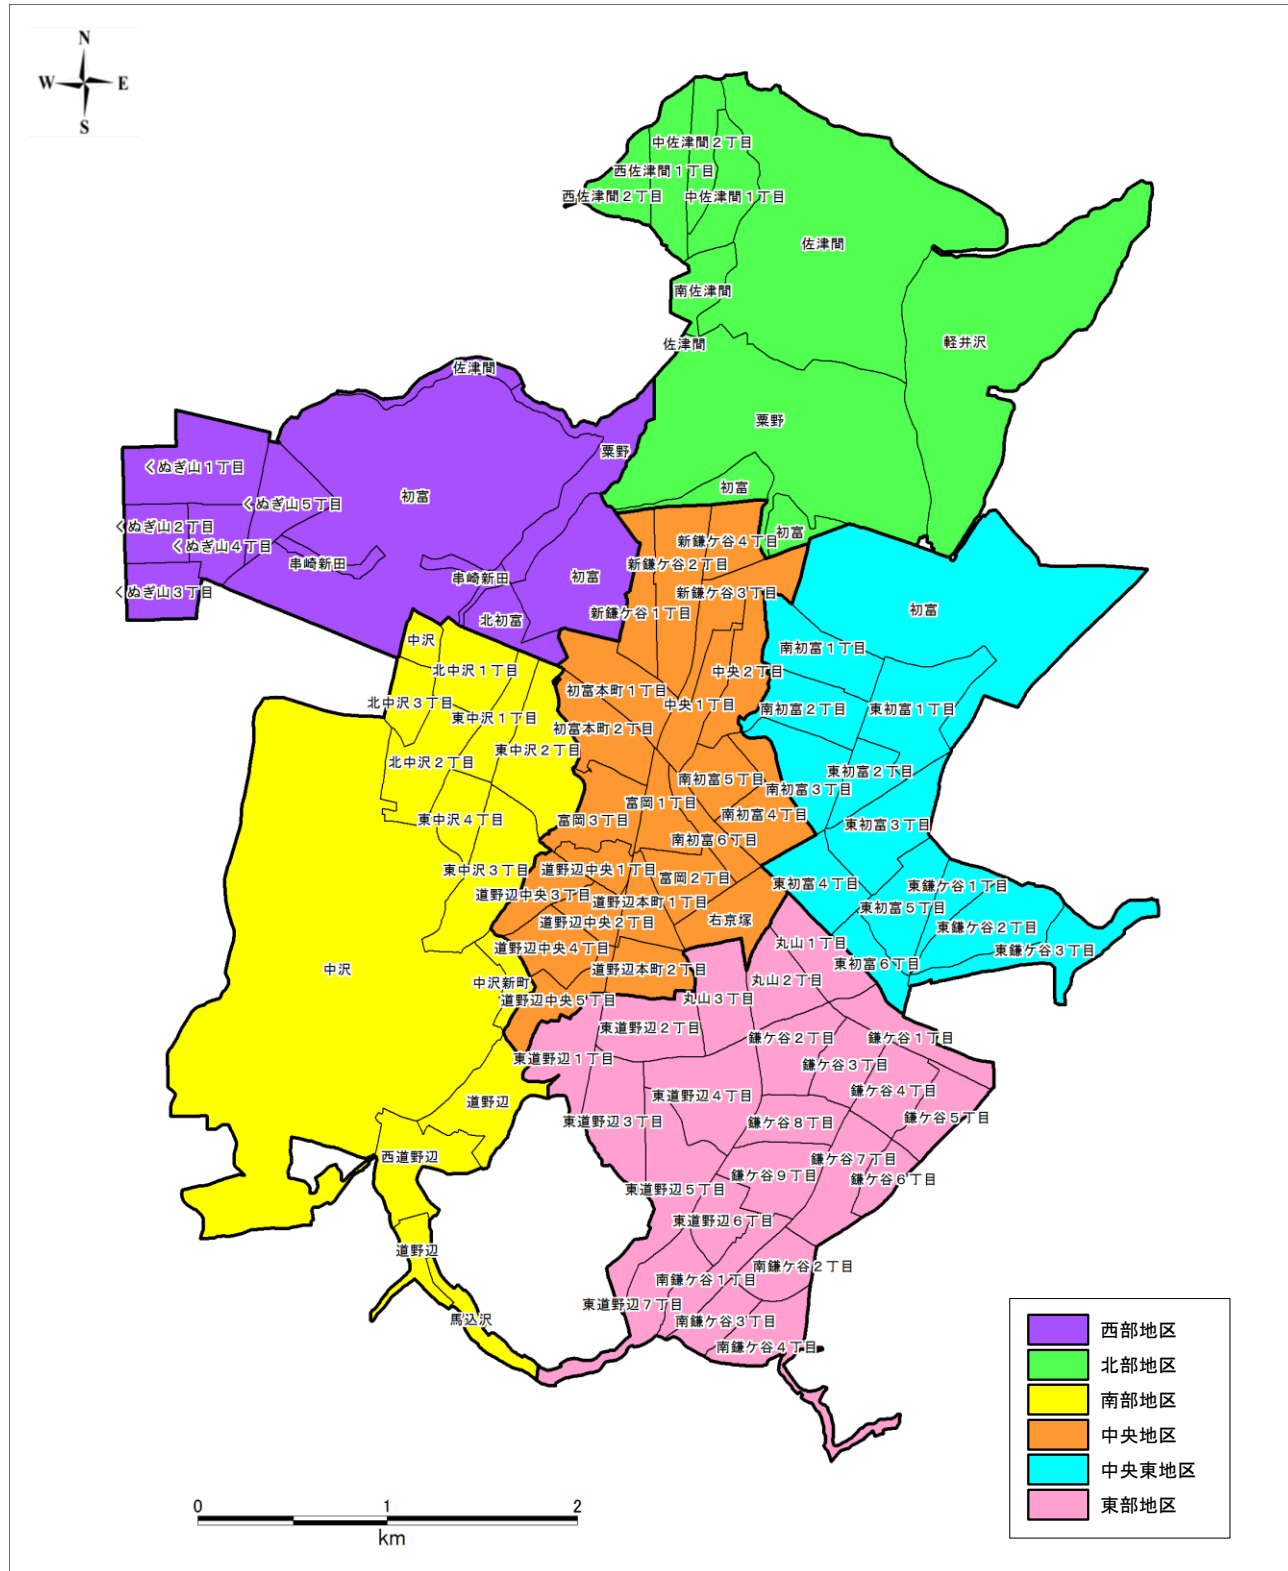 N
W E
S
中佐津間2丁目
西佐津間1丁目
西佐津間2丁目
中佐津間1丁目
佐津間
南佐津間
佐津間
軽井沢
粟野
初富
初富
佐津間
粟野
くぬぎ山1丁目
くぬぎ山5丁目
初富
くぬぎ山2丁目
くぬぎ山4丁目
串崎新田
くぬぎ山3丁目
串崎新田
初富
北初富
新鎌ケ谷4丁目
新鎌ケ谷2丁目
新鎌ケ谷3丁目
新鎌ケ谷1丁目
中央2丁目
初富本町1丁目
中央1丁目
初富本町2丁目
南初富5丁目
富岡1丁目
南初富4丁目
富岡3丁目
南初富6丁目
道野辺中央1丁目
富岡2丁目
道野辺中央3丁目
道野辺本町1丁目
道野辺中央2丁目
右京塚
道野辺中央4丁目
道野辺本町2丁目
道野辺中央5丁目
初富
南初富1丁目
南初富2丁目
東初富1丁目
東初富2丁目
南初富3丁目
東初富3丁目
東初富4丁目
東鎌ケ谷1丁目
東初富5丁目
東鎌ケ谷2丁目
東鎌ケ谷3丁目
東初富6丁目
中沢
北中沢1丁目
北中沢3丁目
東中沢1丁目
東中沢2丁目
北中沢2丁目
東中沢4丁目
東中沢3丁目
中沢
中沢新町
道野辺
西道野辺
道野辺
馬込沢
丸山1丁目
丸山2丁目
丸山3丁目
東道野辺2丁目
鎌ケ谷2丁目
鎌ケ谷1丁目
東道野辺1丁目
鎌ケ谷3丁目
鎌ケ谷4丁目
東道野辺4丁目
鎌ケ谷5丁目
東道野辺3丁目
鎌ケ谷8丁目
鎌ケ谷7丁目
鎌ケ谷9丁目
鎌ケ谷6丁目
東道野辺5丁目
東道野辺6丁目
南鎌ケ谷2丁目
南鎌ケ谷1丁目
東道野辺7丁目
南鎌ケ谷3丁目
南鎌ケ谷4丁目
西部地区
北部地区
南部地区
中央地区
中央東地区
東部地区
0 1 2
km